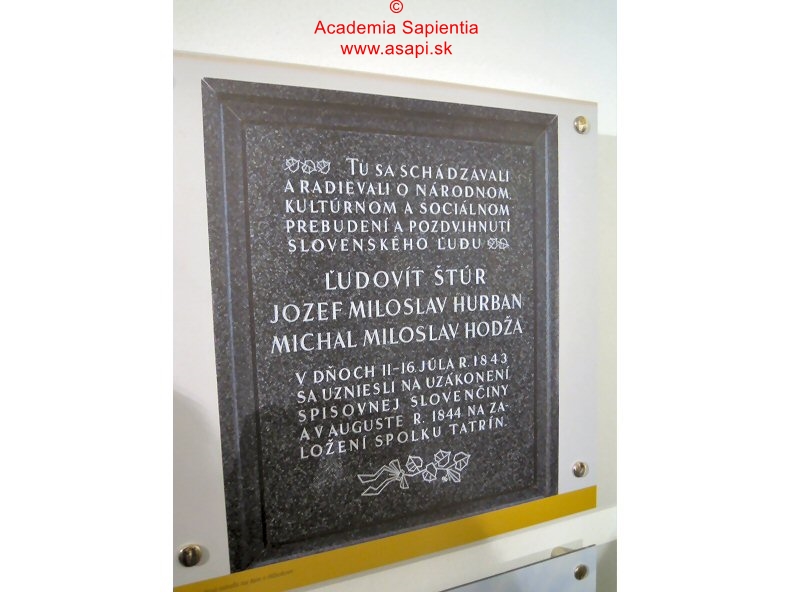 ©
Academia Sapientia
www.asapi.sk
TU SA SCHÁDZÁVALI
A RADIEVALI O NÁRODNOM,
KULTÚRNOM A SOCIÁLNOM
PREBUDENÍ A POZDVIHNUTÍ
SLOVENSKÉHO ĽUDU
ĽUDOVÍT ŠTÚR
JOZEF MILOSLAV HURBAN
MICHAL MILOSLAV HODŽA
V DŇOCH 11-16. JÚLA R. 1843
SA UZNIESLI NA UZÁKONENÍ
SPISOVNEJ SLOVENČINY
A V AUGUSTE R. 1844 NA ZA-
LOŽENÍ SPOLKU TATRÍN.